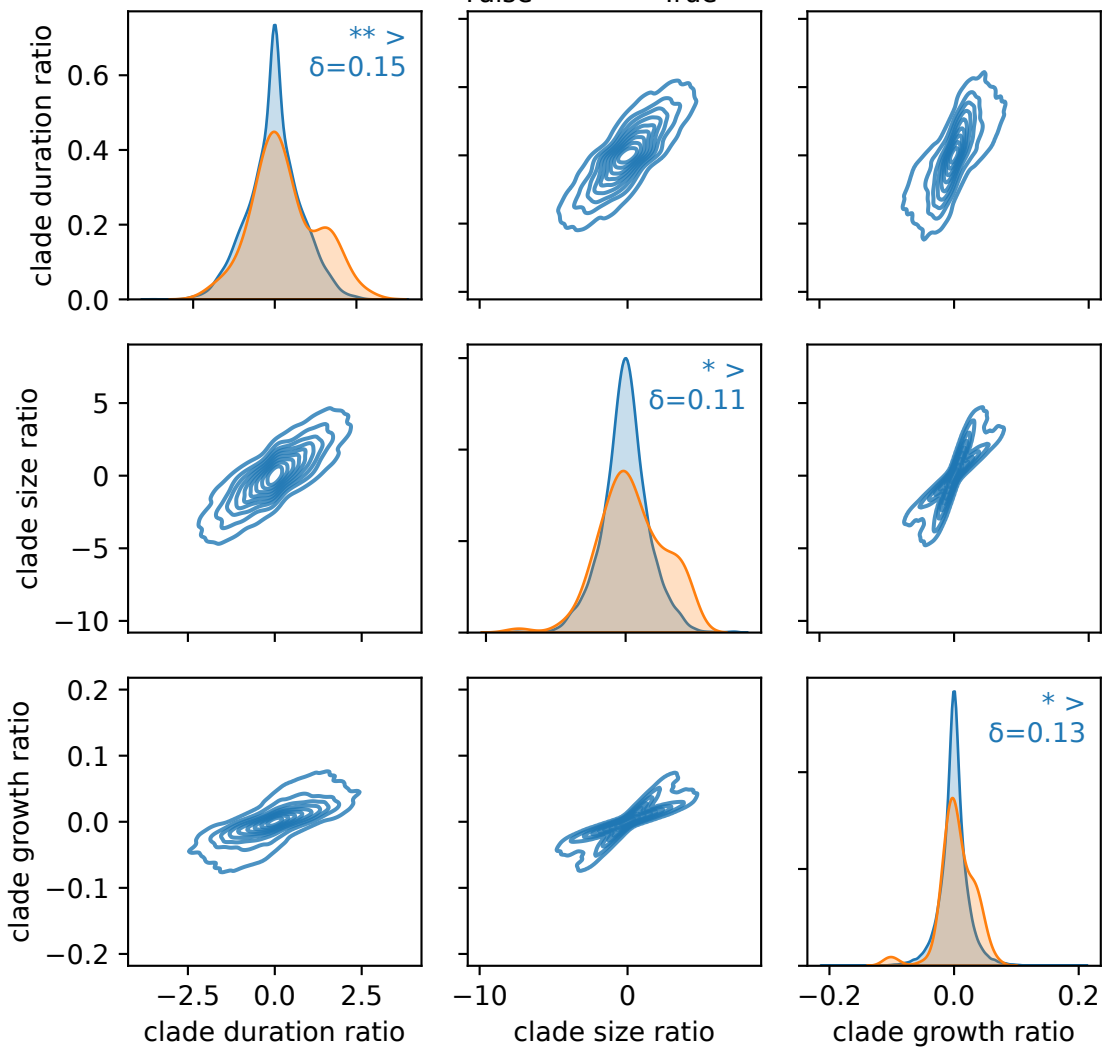 False True
clade duration ratio
0.6
0.4
0.2
0.0
** >
δ=0.15
clade size ratio
5
0
−5
−10
* >
δ=0.11
clade growth ratio
0.2
0.1
0.0
−0.1
−0.2
* >
δ=0.13
−2.5 0.0 2.5
−10 0
−0.2 0.0 0.2
clade duration ratio
clade size ratio
clade growth ratio